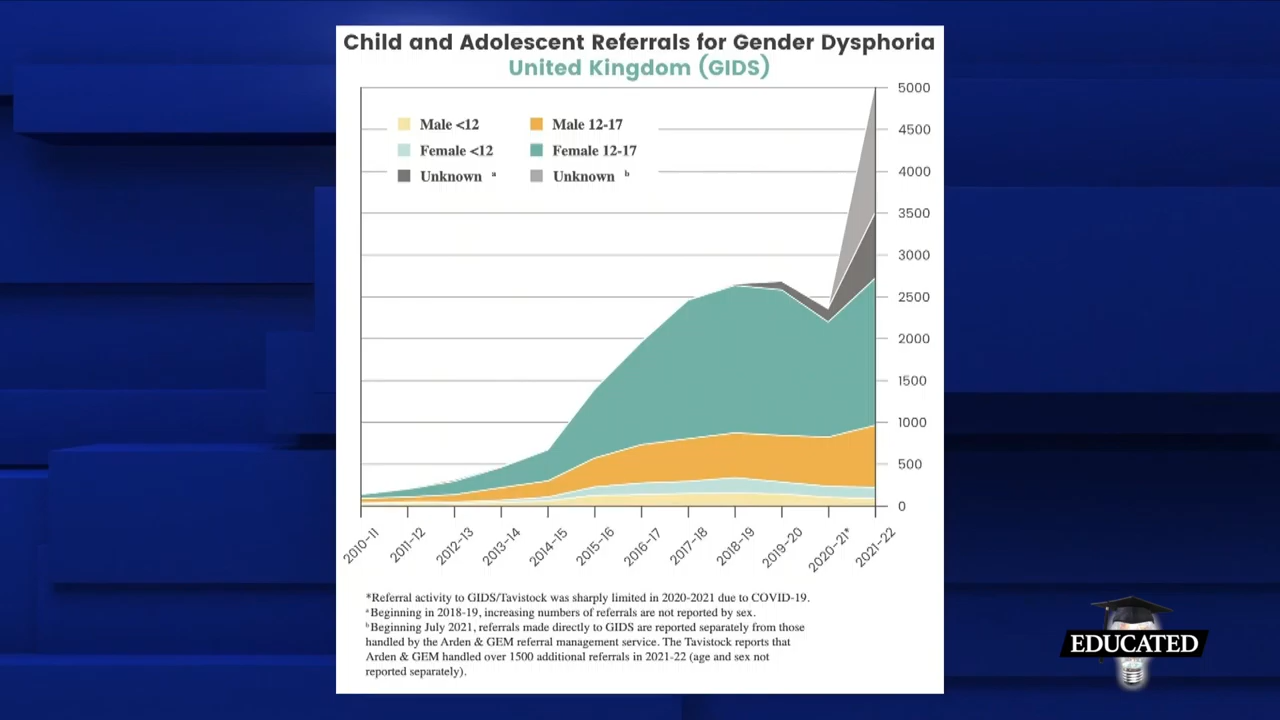 Child and Adolescent Referrals for Gender Dysphoria
United Kingdom (GIDS)
Male <12
Male 12-17
Female <12
Female 12-17
Unknown a
Unknown b
5000
4500
4000
3500
3000
2500
2000
1500
1000
500
0
2010-11
2011-12
2012-13
2013-14
2014-15
2015-16
2016-17
2017-18
2018-19
2019-20
2020-21*
2021-22
*Referral activity to GIDS/Tavistock was sharply limited in 2020-2021 due to COVID-19.
aBeginning in 2018-19, increasing numbers of referrals are not reported by sex.
bBeginning July 2021, referrals made directly to GIDS are reported separately from those
handled by the Arden & GEM referral management service. The Tavistock reports that
Arden & GEM handled over 1500 additional referrals in 2021-22 (age and sex not
reported separately).
EDUCATED